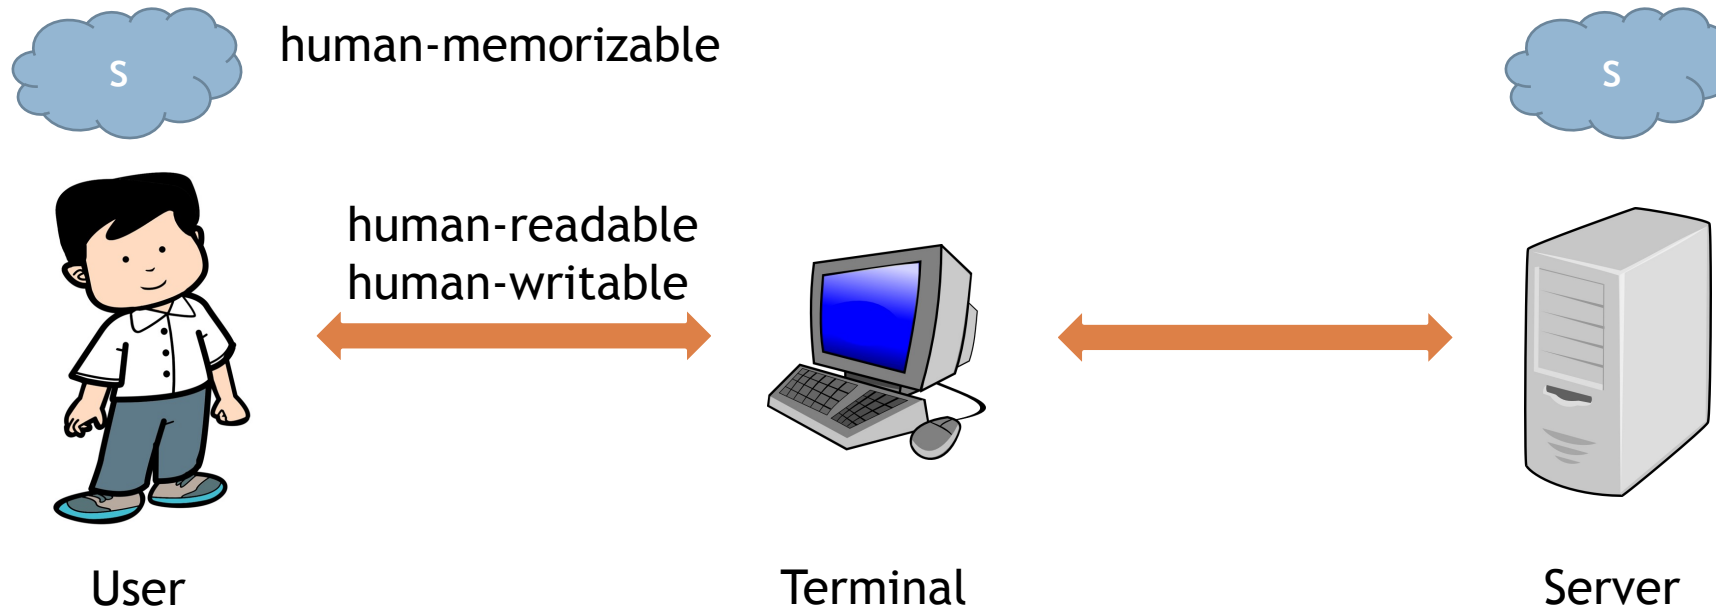 s
human-memorizable
s
human-readable
human-writable
User
Terminal
Server